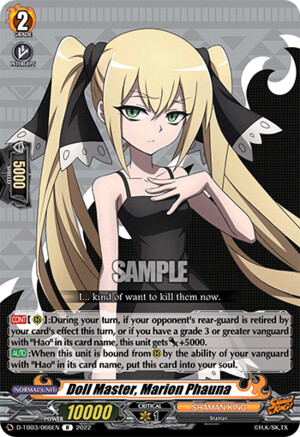 2
GRADE
INTERCEPT
5000
SHIELD
SAMPLE
I... kind of want to kill them now.
CONT [ ]:During your turn, if your opponent's rear-guard is retired by
your card's effect this turn, or if you have a grade 3 or greater vanguard
with "Hao" in its card name, this unit gets +5000.
AUTO:When this unit is bound from by the ability of your vanguard
with "Hao" in its card name, put this card into your soul.
NORMAL UNIT
Doll Master, Marion Phauna
POWER
10000
CRITICAL
1
SHAMAN KING
Shaman
D-TB03/066EN R 2022
©H.K/SK.TX